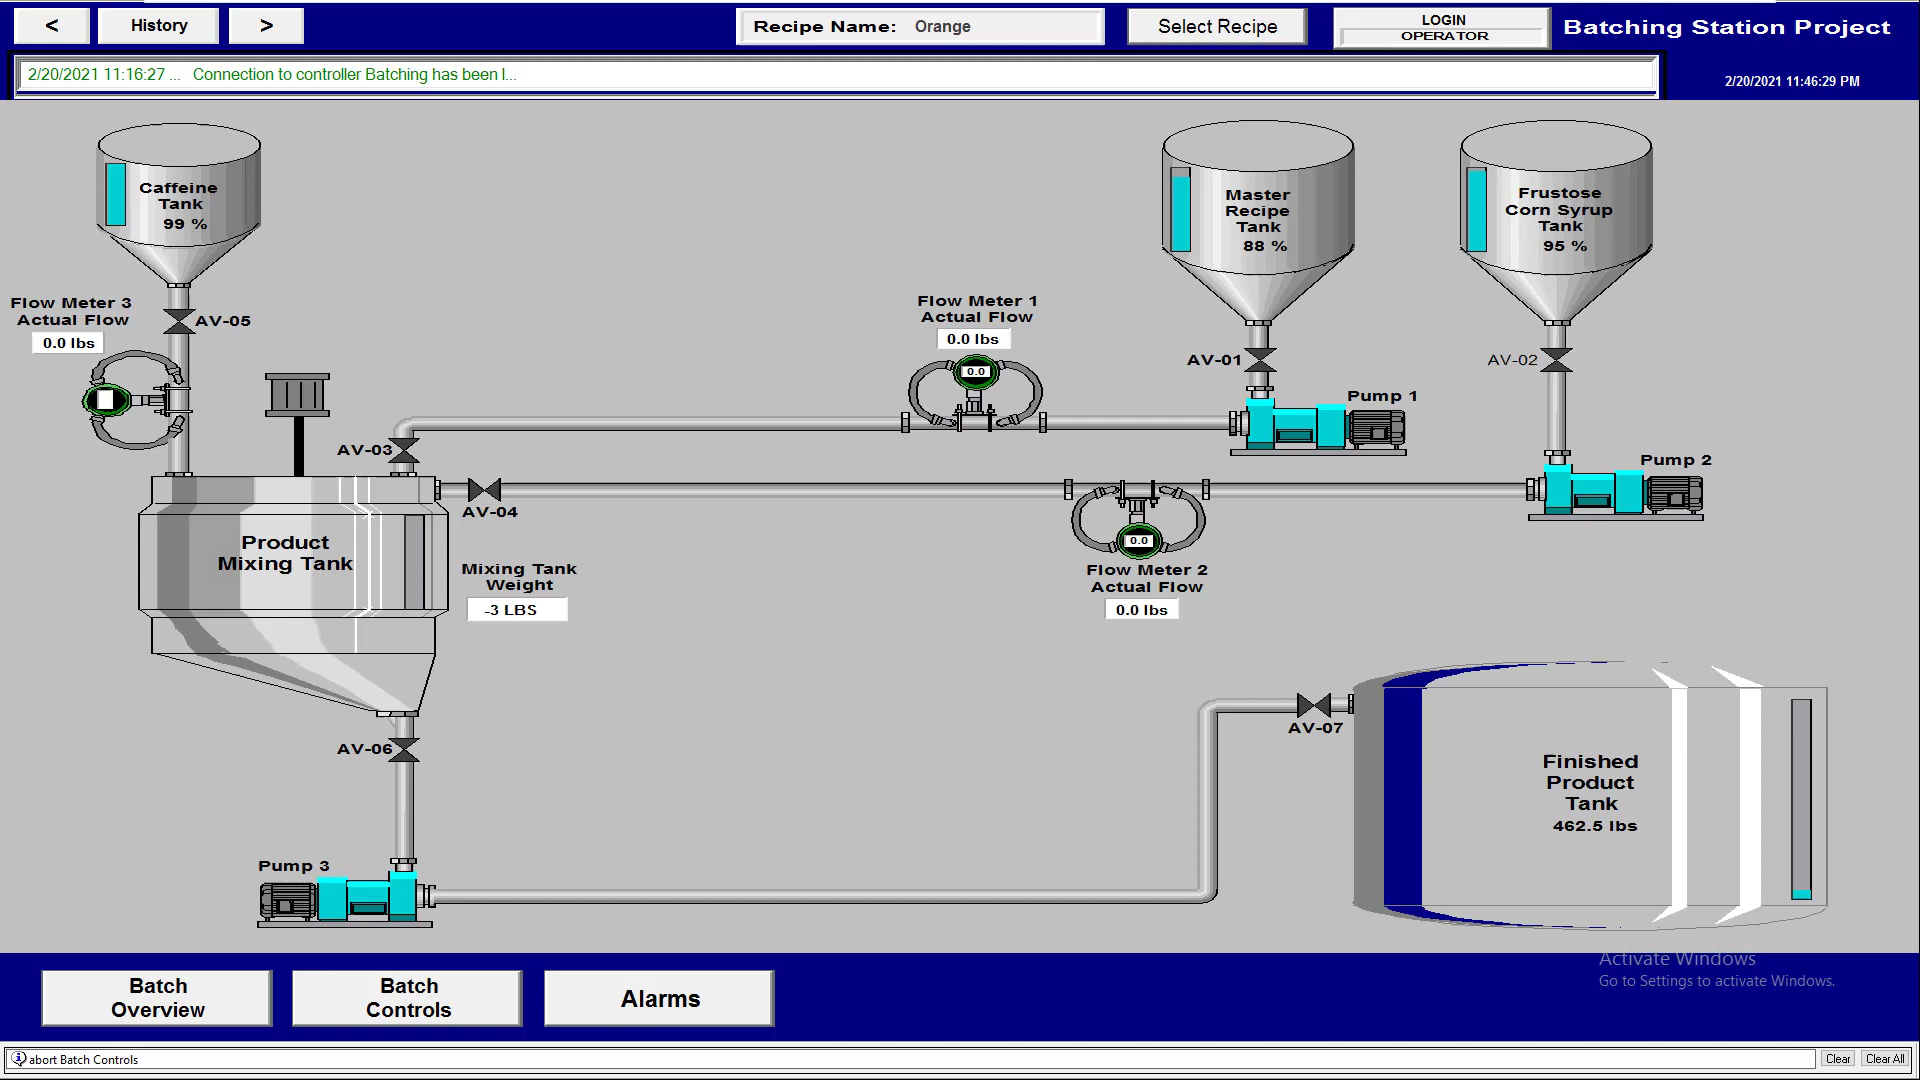 <
History
>
Recipe Name: Orange
Select Recipe
LOGIN
OPERATOR
Batching Station Project
2/20/2021 11:16:27 ... Connection to controller Batching has been l...
2/20/2021 11:46:29 PM
Caffeine
Tank
99 %
Master
Recipe
Tank
88 %
Frustose
Corn Syrup
Tank
95 %
Flow Meter 3
Actual Flow
0.0 lbs
AV-05
Flow Meter 1
Actual Flow
0.0 lbs
0.0
AV-01
AV-02
Pump 1
AV-03
Pump 2
AV-04
Product
Mixing Tank
Mixing Tank
Weight
-3 LBS
0.0
Flow Meter 2
Actual Flow
0.0 lbs
AV-06
AV-07
Finished
Product
Tank
462.5 lbs
Pump 3
Batch
Overview
Batch
Controls
Alarms
Activate Windows
Go to Settings to activate Windows.
abort Batch Controls
Clear
Clear All